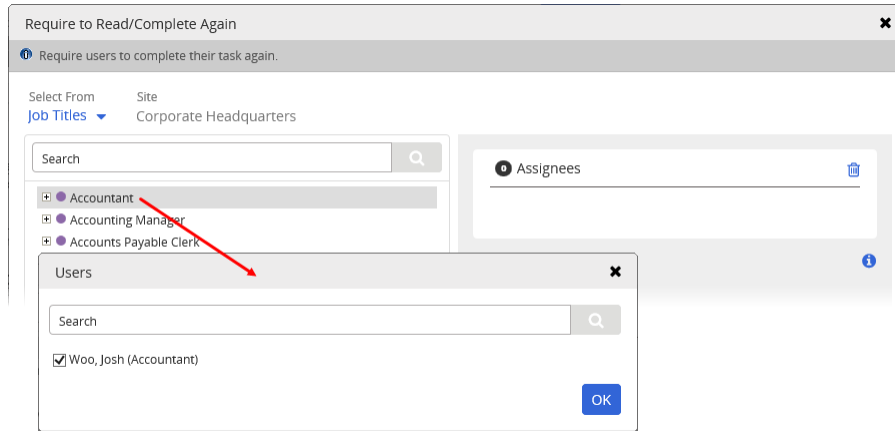 Require to Read/Complete Again
Require users to complete their task again.
Select From
Site
Job Titles
Corporate Headquarters
Search
0 Assignees
Accountant
Accounting Manager
Accounts Payable Clerk
Users
Search
Woo, Josh (Accountant)
OK